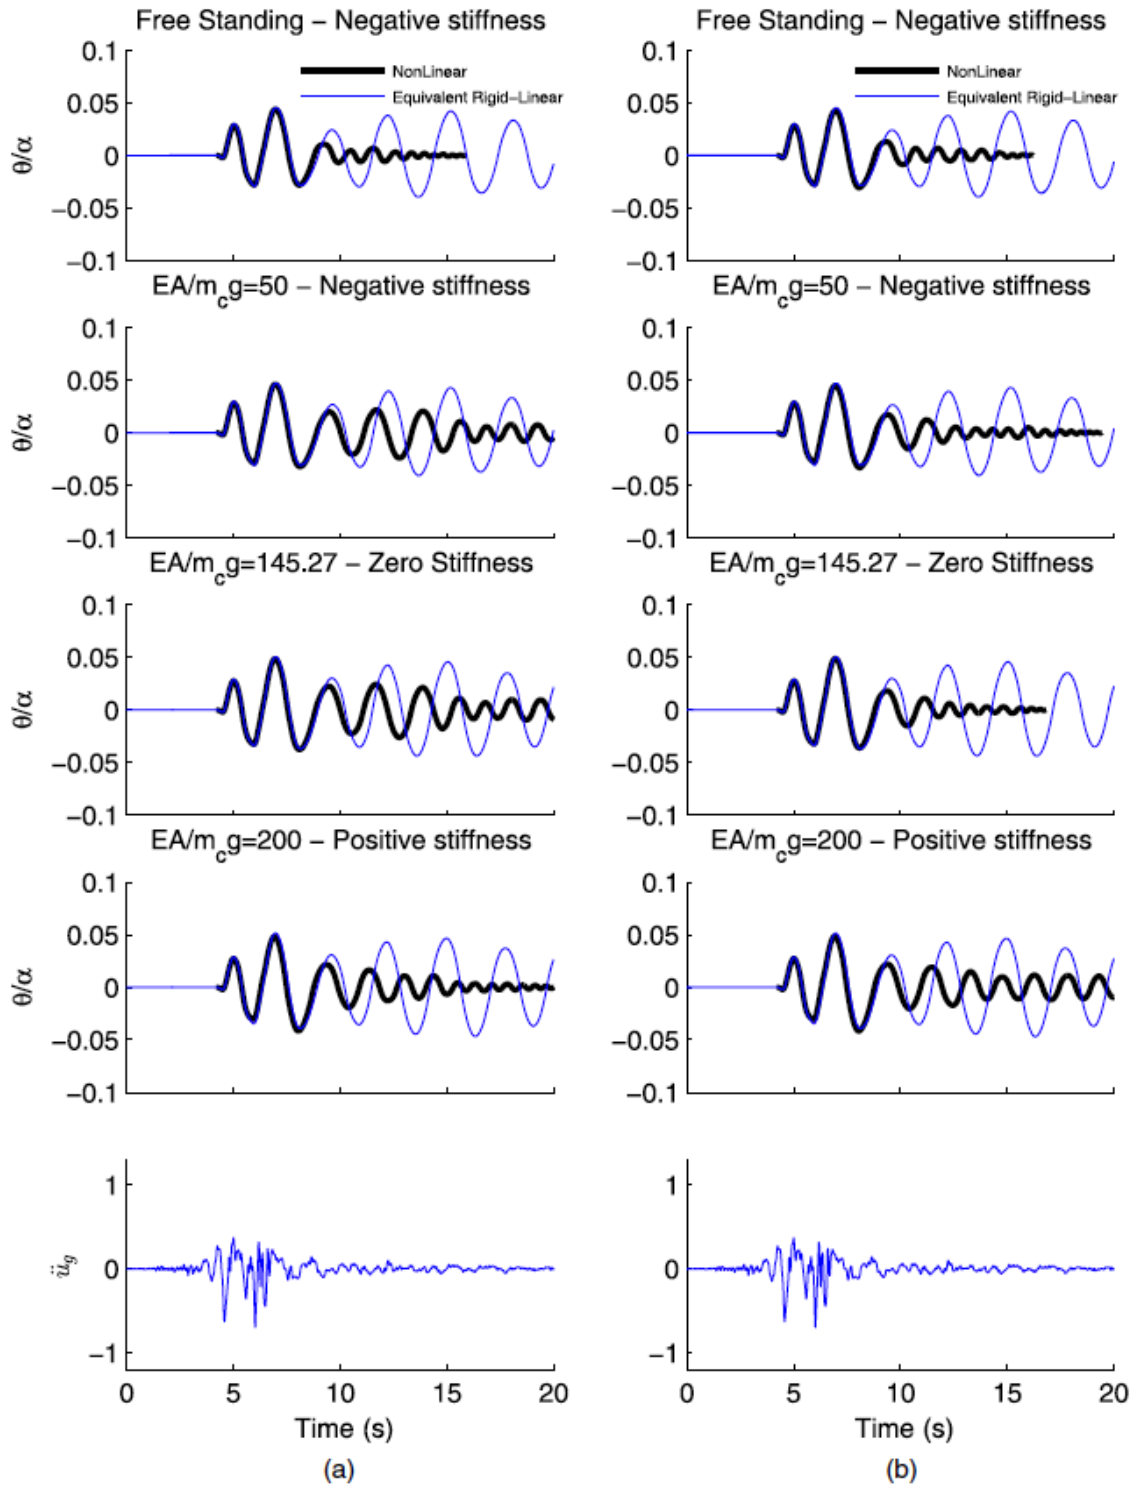 Free Standing – Negative stiffness
0.1
0.05
0
−0.05
−0.1
θ/α
NonLinear
Equivalent Rigid–Linear
Free Standing – Negative stiffness
0.1
0.05
0
−0.05
−0.1
θ/α
NonLinear
Equivalent Rigid–Linear
EA/m_cg=50 – Negative stiffness
0.1
0.05
0
−0.05
−0.1
θ/α
EA/m_cg=50 – Negative stiffness
0.1
0.05
0
−0.05
−0.1
θ/α
EA/m_cg=145.27 – Zero Stiffness
0.1
0.05
0
−0.05
−0.1
θ/α
EA/m_cg=145.27 – Zero Stiffness
0.1
0.05
0
−0.05
−0.1
θ/α
EA/m_cg=200 – Positive stiffness
0.1
0.05
0
−0.05
−0.1
θ/α
EA/m_cg=200 – Positive stiffness
0.1
0.05
0
−0.05
−0.1
θ/α
1
0
−1
ü_g
0 5 10 15 20
Time (s)
(a)
1
0
−1
ü_g
0 5 10 15 20
Time (s)
(b)